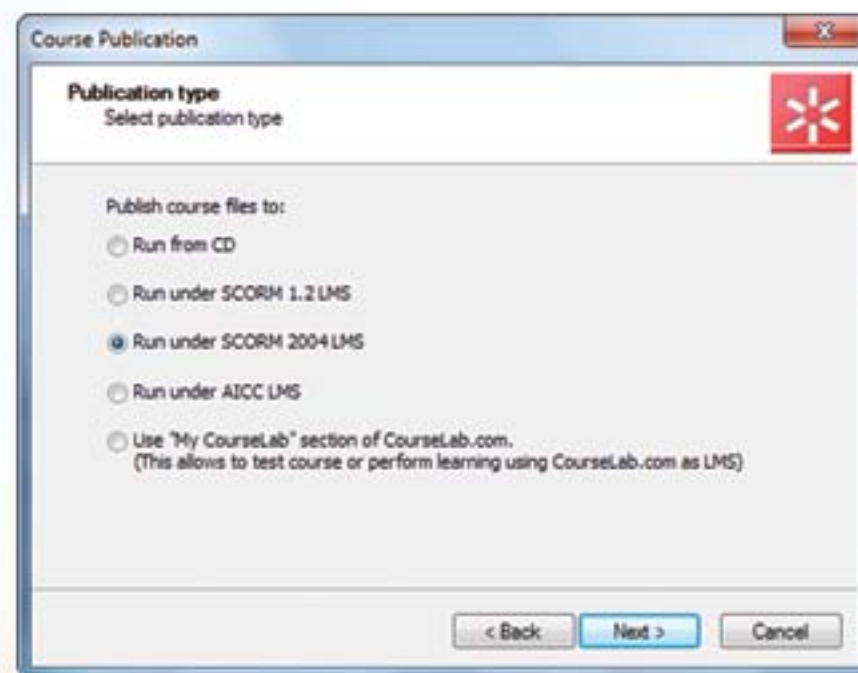 Course Publication
Publication type
Select publication type
Publish course files to:
Run from CD
Run under SCORM 1.2 LMS
Run under SCORM 2004 LMS
Run under AICC LMS
Use "My CourseLab" section of CourseLab.com.
(This allows to test course or perform learning using CourseLab.com as LMS)
< Back Next > Cancel